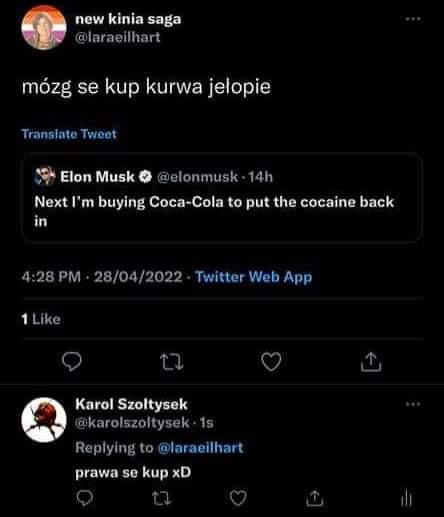 new kinia saga
@laraeilhart
mózg se kup kurwa jełopie
Translate Tweet
Elon Musk @elonmusk · 14h
Next I'm buying Coca-Cola to put the cocaine back
in
4:28 PM · 28/04/2022 · Twitter Web App
1 Like
Karol Szołtysek
@karolszoltysek · 1s
Replying to @laraeilhart
prawa se kup xD